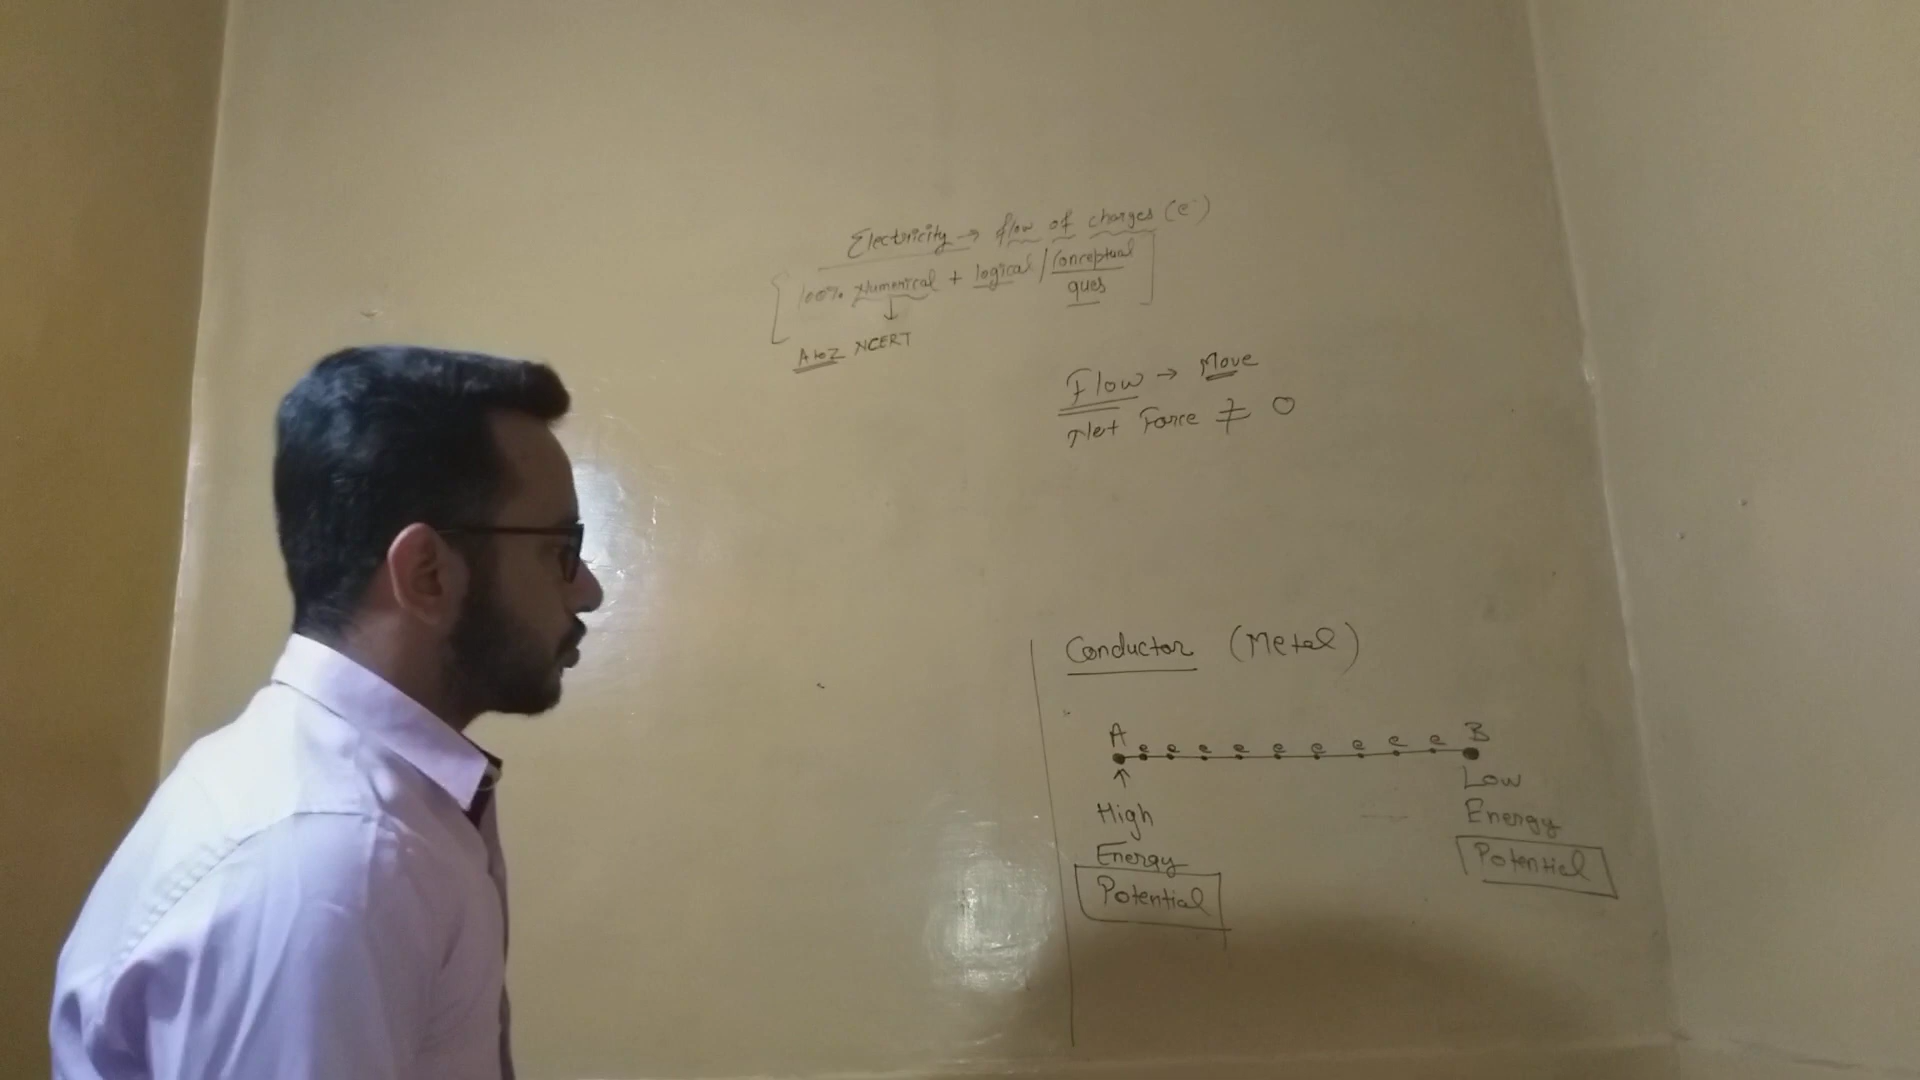 Electricity → flow of charges (e⁻)
[100% Numerical + logical / Conceptual
ques]
↓
A to Z NCERT
Flow → Move
Net Force ≠ 0
Conductor (Metal)
A e e e e e e e e e B
↑
High
Energy
Potential
Low
Energy
Potential